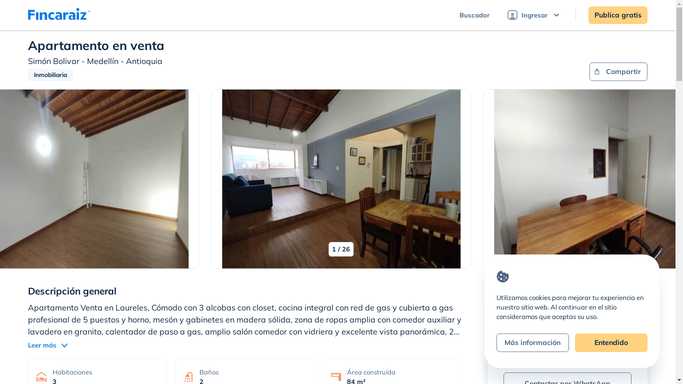 Fincaraiz
Buscador
Ingresar
Publica gratis
Apartamento en venta
Simón Bolívar - Medellín - Antioquia
Inmobiliaria
Compartir
1 / 26
Descripción general
Apartamento Venta en Laureles, Cómodo con 3 alcobas con closet, cocina integral con red de gas y cubierta a gas
profesional de 5 puestos y horno, mesón y gabinetes en madera sólida, zona de ropas amplia con comedor auxiliar y
lavadero en granito, calentador de paso a gas, amplio salón comedor con vidriera y excelente vista panorámica, 2...
Leer más
Habitaciones
3
Baños
2
Área construida
84 m²
Utilizamos cookies para mejorar tu experiencia en
nuestro sitio web. Al continuar en el sitio
consideramos que aceptas su uso.
Más información
Entendido
Contactar por WhatsApp